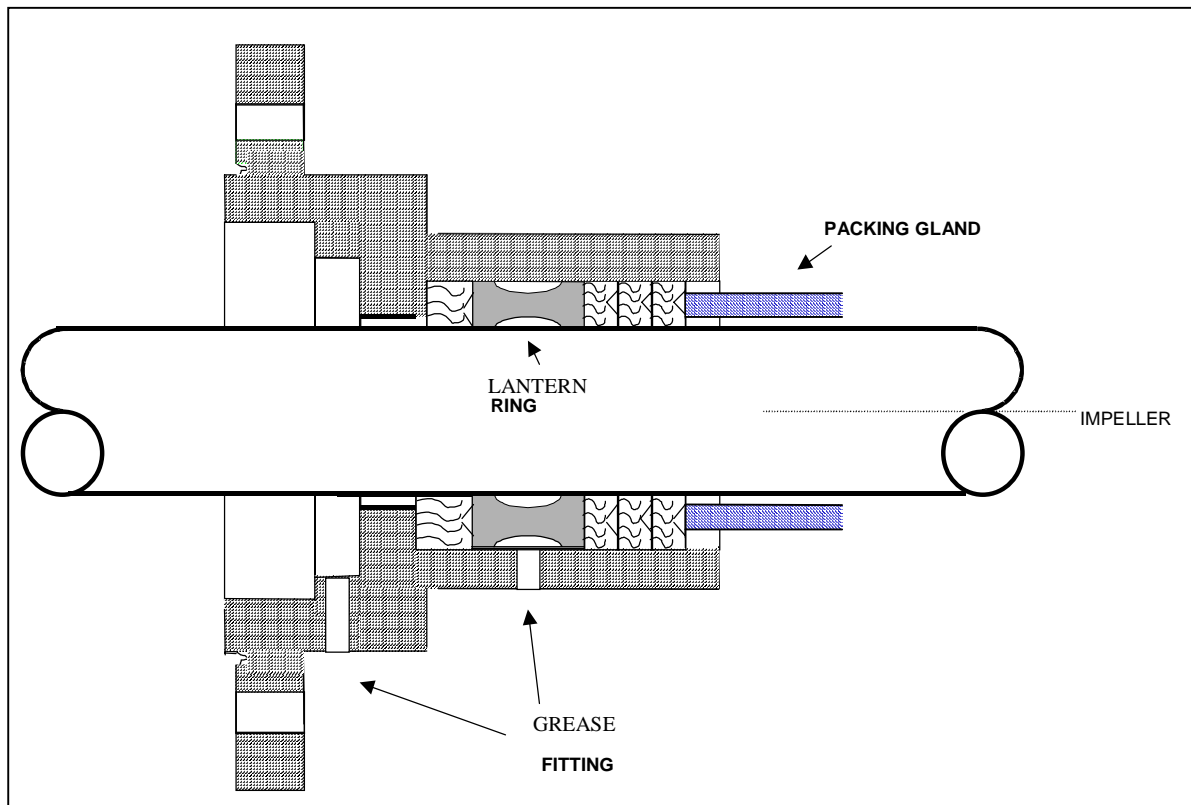 PACKING GLAND
LANTERN
RING
IMPELLER
GREASE
FITTING